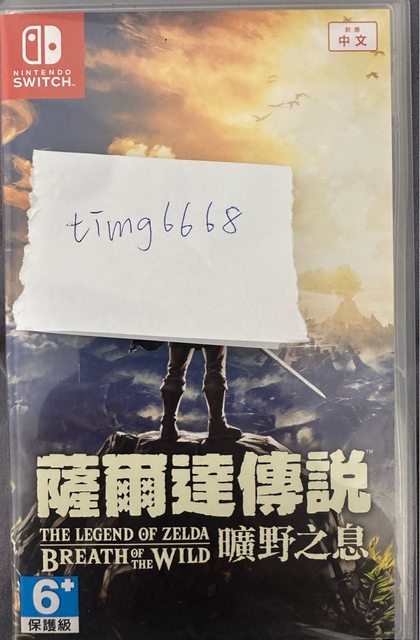 NINTENDO
SWITCH
對應
中文
timg6668
薩爾達傳說
THE LEGEND OF ZELDA
BREATH OF THE WILD
曠野之息
6+
保護級